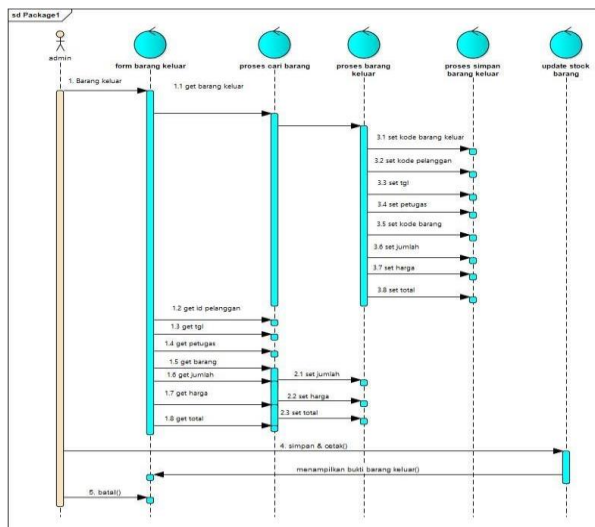 sd Package1
admin
form barang keluar
proses cari barang
proses barang
keluar
proses simpan
barang keluar
update stock
barang
1. Barang keluar
1.1 get barang keluar
3.1 set kode barang keluar
3.2 set kode pelanggan
3.3 set tgl
3.4 set petugas
3.5 set kode barang
3.6 set jumlah
3.7 set harga
3.8 set total
1.2 get id pelanggan
1.3 get tgl
1.4 get petugas
1.5 get barang
1.6 get jumlah
2.1 set jumlah
1.7 get harga
2.2 set harga
2.3 set total
1.8 get total
4. simpan & cetak()
menampilkan bukti barang keluar()
5. batal()